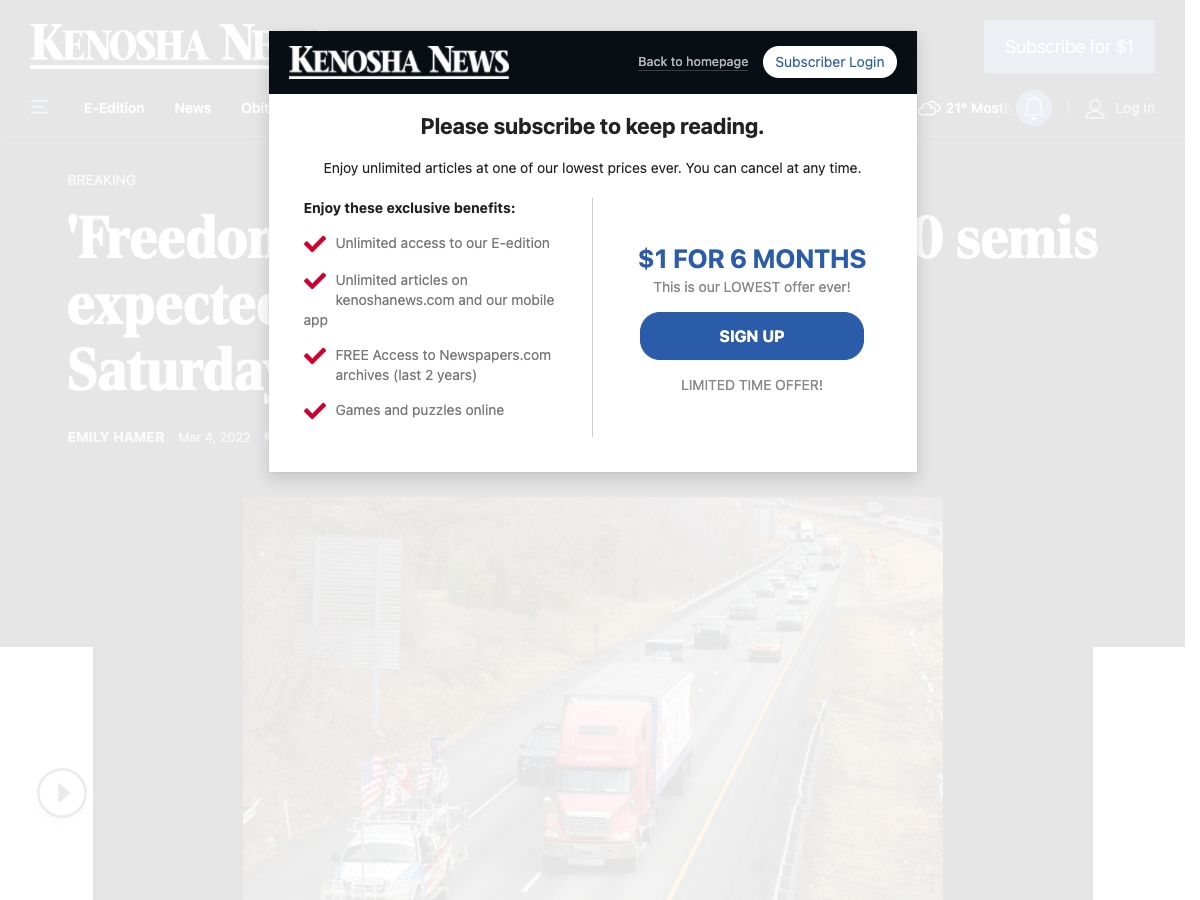 KENOSHA NE
Subscribe for $1
KENOSHA NEWS
Back to homepage
Subscriber Login
E-Edition
News
Obit
21° Mostl
Log In
Please subscribe to keep reading.
Enjoy unlimited articles at one of our lowest prices ever. You can cancel at any time.
Enjoy these exclusive benefits:
Unlimited access to our E-edition
Unlimited articles on
kenoshanews.com and our mobile
app
FREE Access to Newspapers.com
archives (last 2 years)
Games and puzzles online
$1 FOR 6 MONTHS
This is our LOWEST offer ever!
SIGN UP
LIMITED TIME OFFER!
BREAKING
'Freedon 0 semis
expected
Saturday
EMILY HAMER Mar 4, 2022